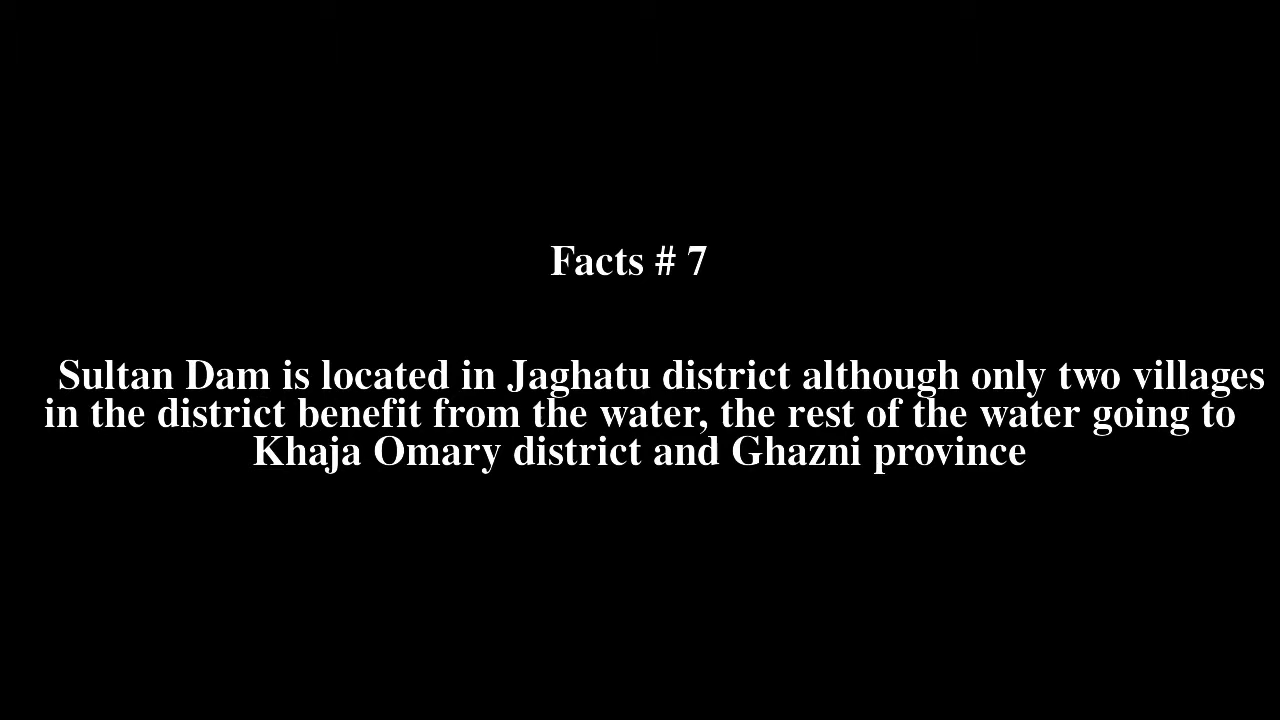 Facts # 7
Sultan Dam is located in Jaghatu district although only two villages
in the district benefit from the water, the rest of the water going to
Khaja Omary district and Ghazni province